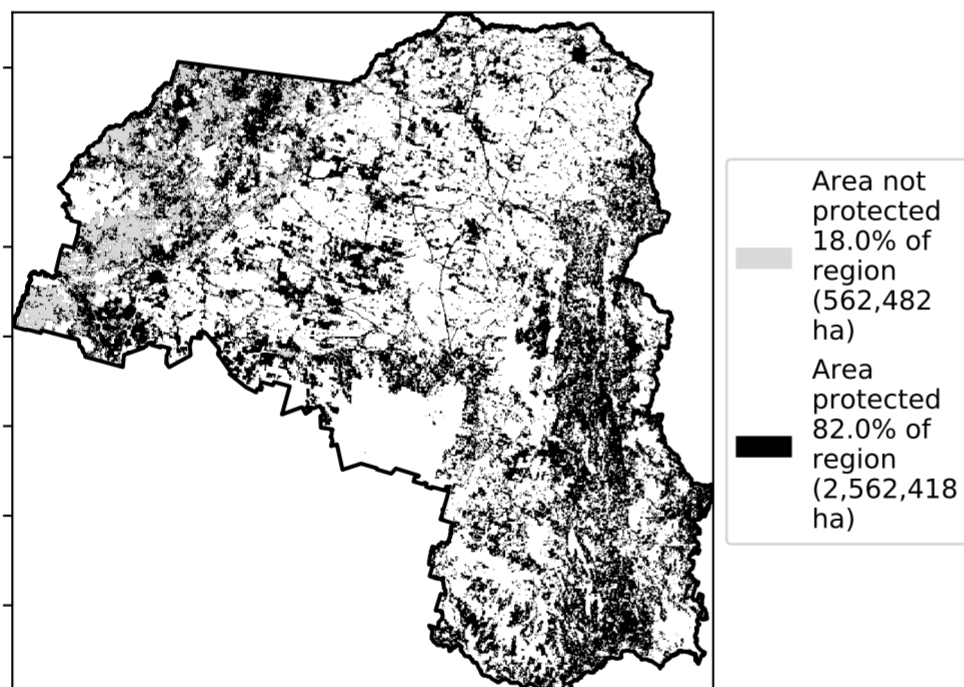 Area not
protected
18.0% of
region
(562,482
ha)
Area
protected
82.0% of
region
(2,562,418
ha)